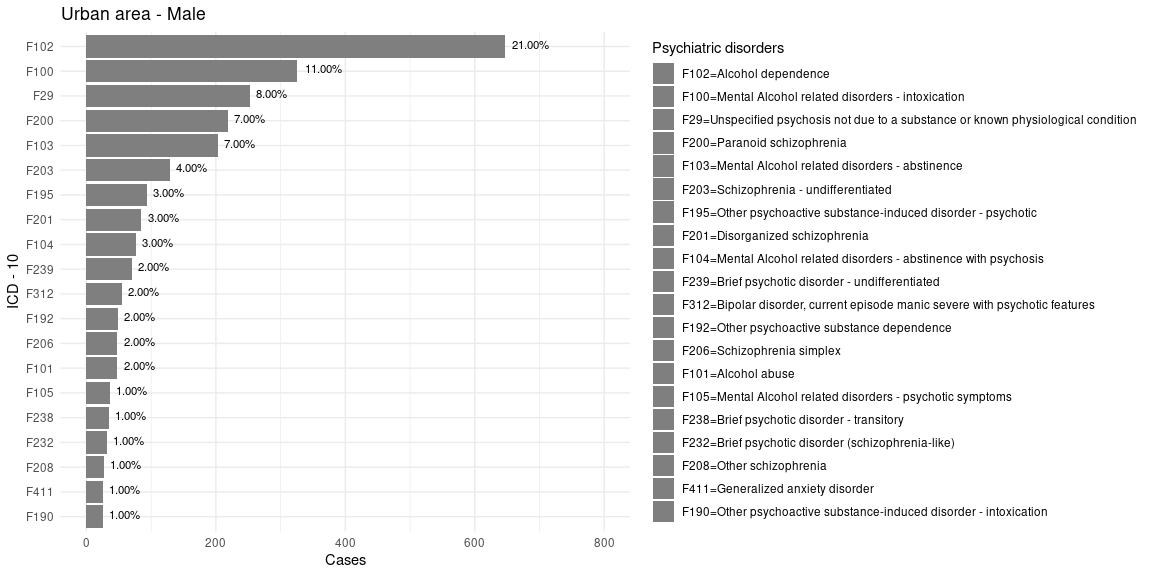 Urban area - Male
ICD - 10
F102
21.00%
F100
11.00%
F29
8.00%
F200
7.00%
F103
7.00%
F203
4.00%
F195
3.00%
F201
3.00%
F104
3.00%
F239
2.00%
F312
2.00%
F192
2.00%
F206
2.00%
F101
2.00%
F105
1.00%
F238
1.00%
F232
1.00%
F208
1.00%
F411
1.00%
F190
1.00%
0
200
400
600
800
Cases
Psychiatric disorders
F102=Alcohol dependence
F100=Mental Alcohol related disorders - intoxication
F29=Unspecified psychosis not due to a substance or known physiological condition
F200=Paranoid schizophrenia
F103=Mental Alcohol related disorders - abstinence
F203=Schizophrenia - undifferentiated
F195=Other psychoactive substance-induced disorder - psychotic
F201=Disorganized schizophrenia
F104=Mental Alcohol related disorders - abstinence with psychosis
F239=Brief psychotic disorder - undifferentiated
F312=Bipolar disorder, current episode manic severe with psychotic features
F192=Other psychoactive substance dependence
F206=Schizophrenia simplex
F101=Alcohol abuse
F105=Mental Alcohol related disorders - psychotic symptoms
F238=Brief psychotic disorder - transitory
F232=Brief psychotic disorder (schizophrenia-like)
F208=Other schizophrenia
F411=Generalized anxiety disorder
F190=Other psychoactive substance-induced disorder - intoxication